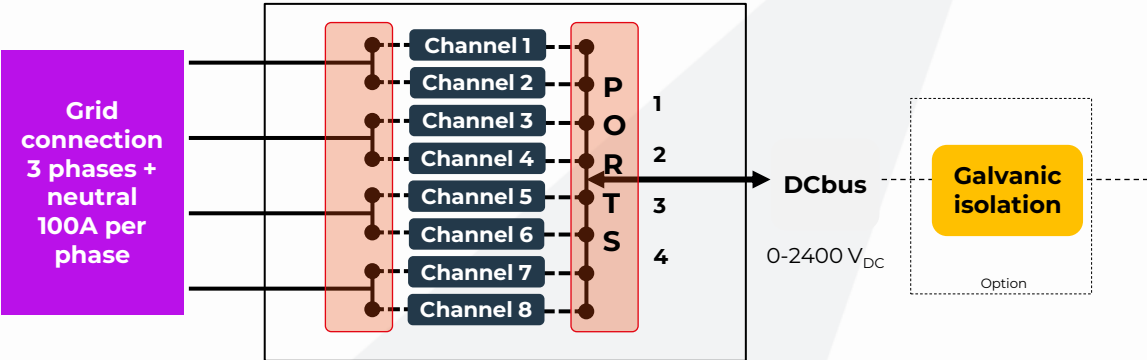 Grid
connection
3 phases +
neutral
100A per
phase
Channel 1
Channel 2
Channel 3
Channel 4
Channel 5
Channel 6
Channel 7
Channel 8
P
O
R
T
S
1
2
3
4
DCbus
0-2400 VDC
Galvanic
isolation
Option